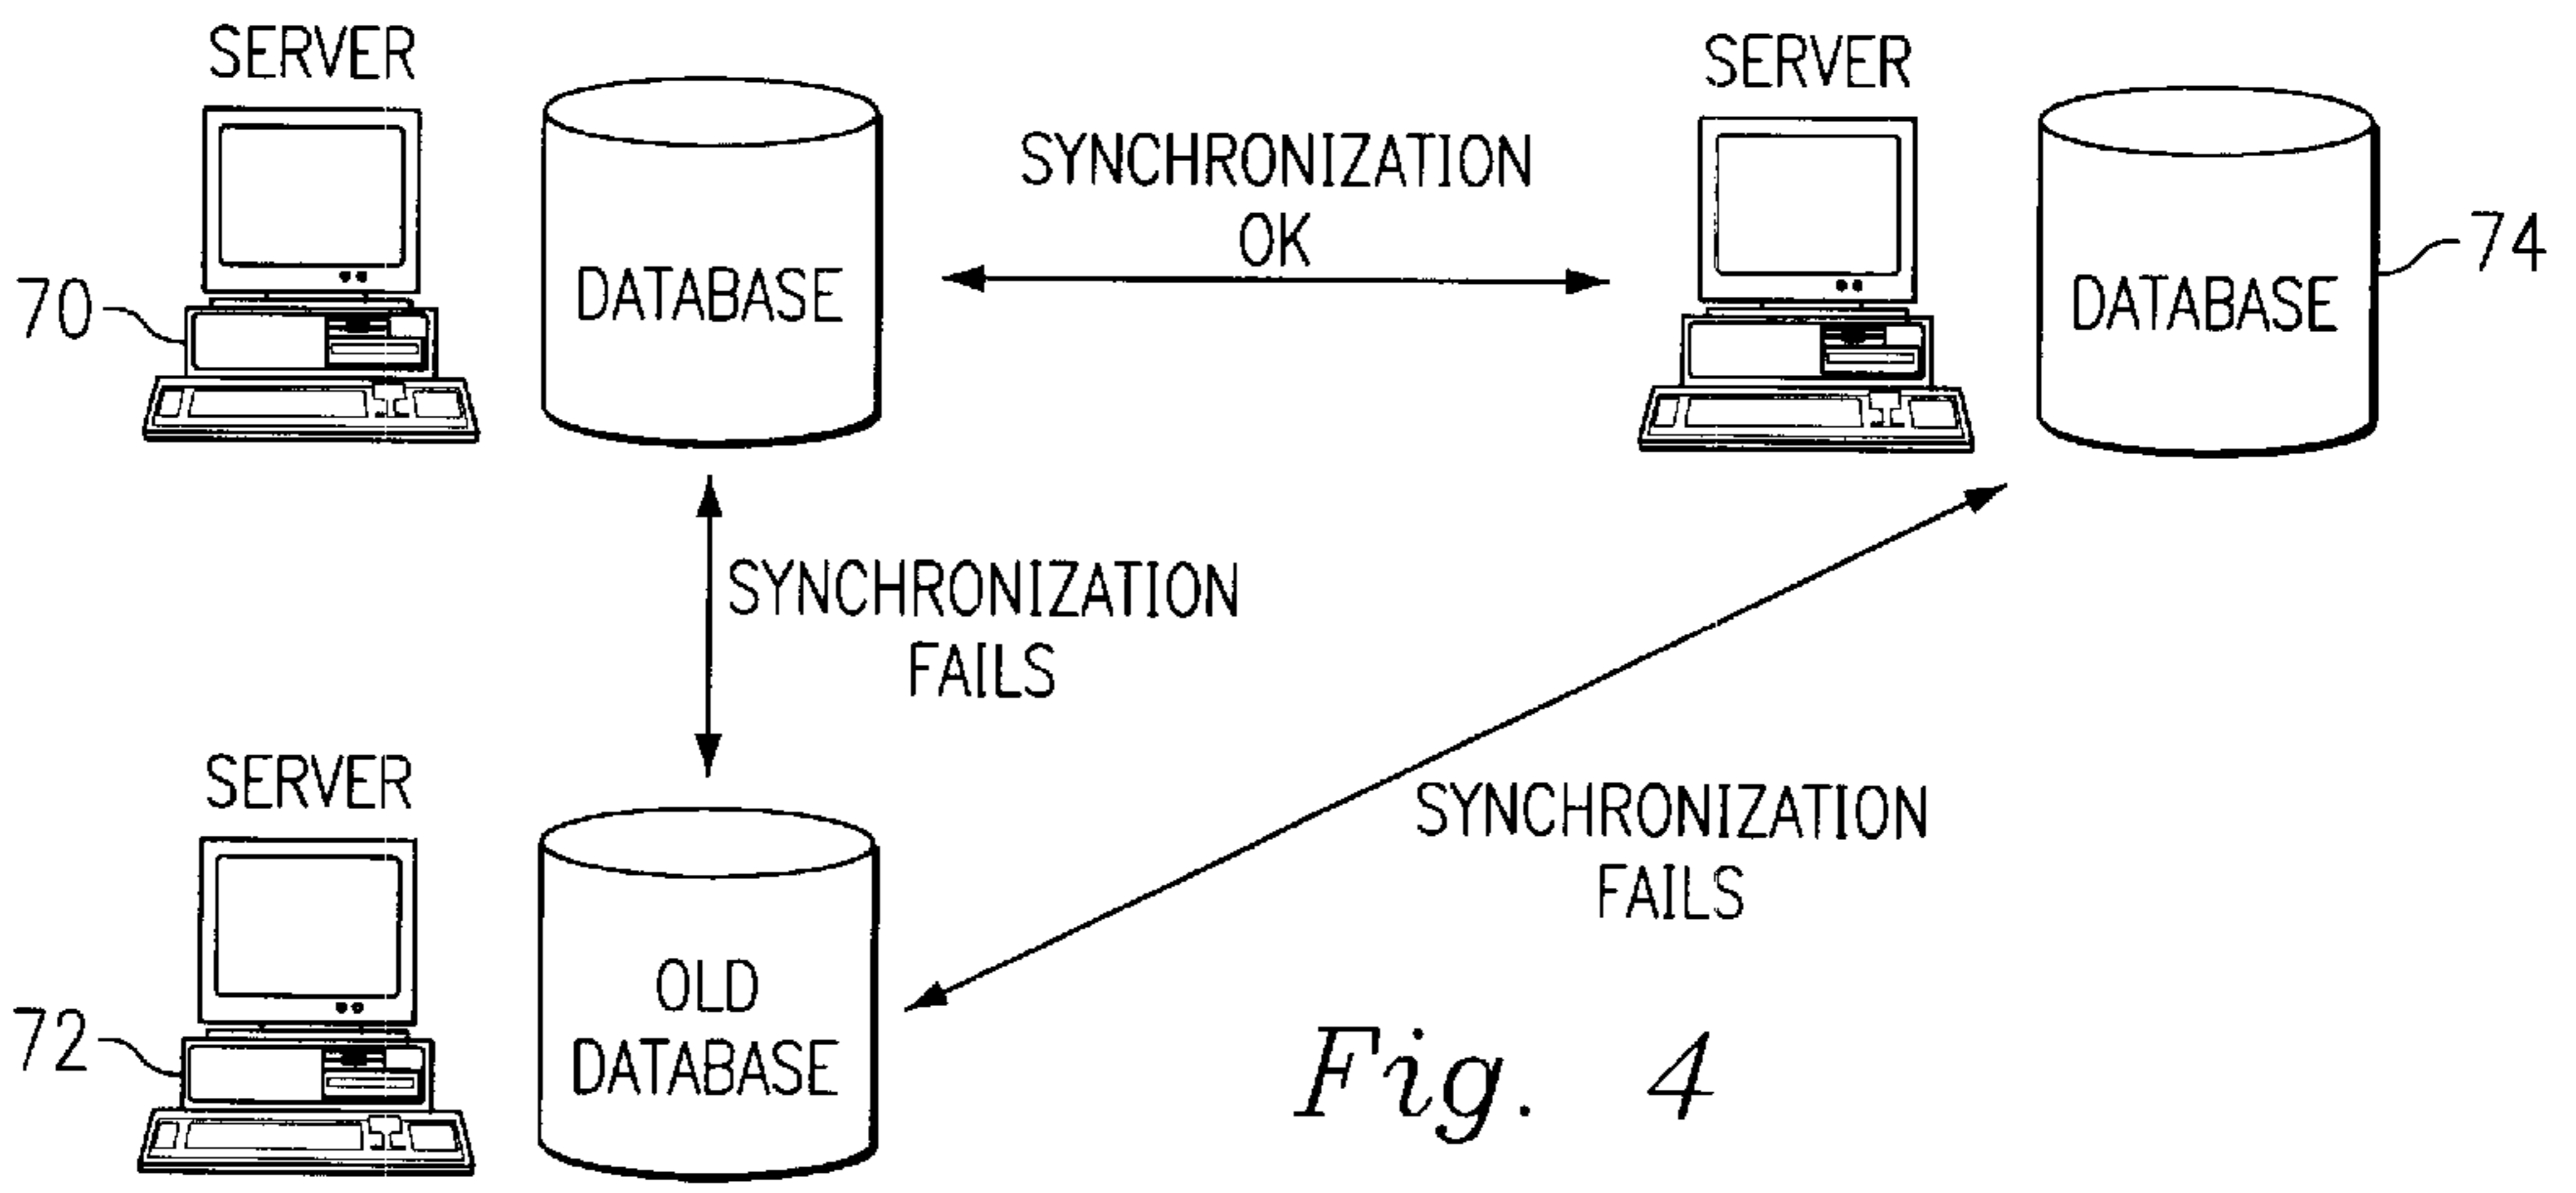 SERVER
SERVER
SYNCHRONIZATION
OK
DATABASE
DATABASE
70
74
SYNCHRONIZATION
FAILS
SERVER
SYNCHRONIZATION
FAILS
OLD
DATABASE
72
Fig. 4